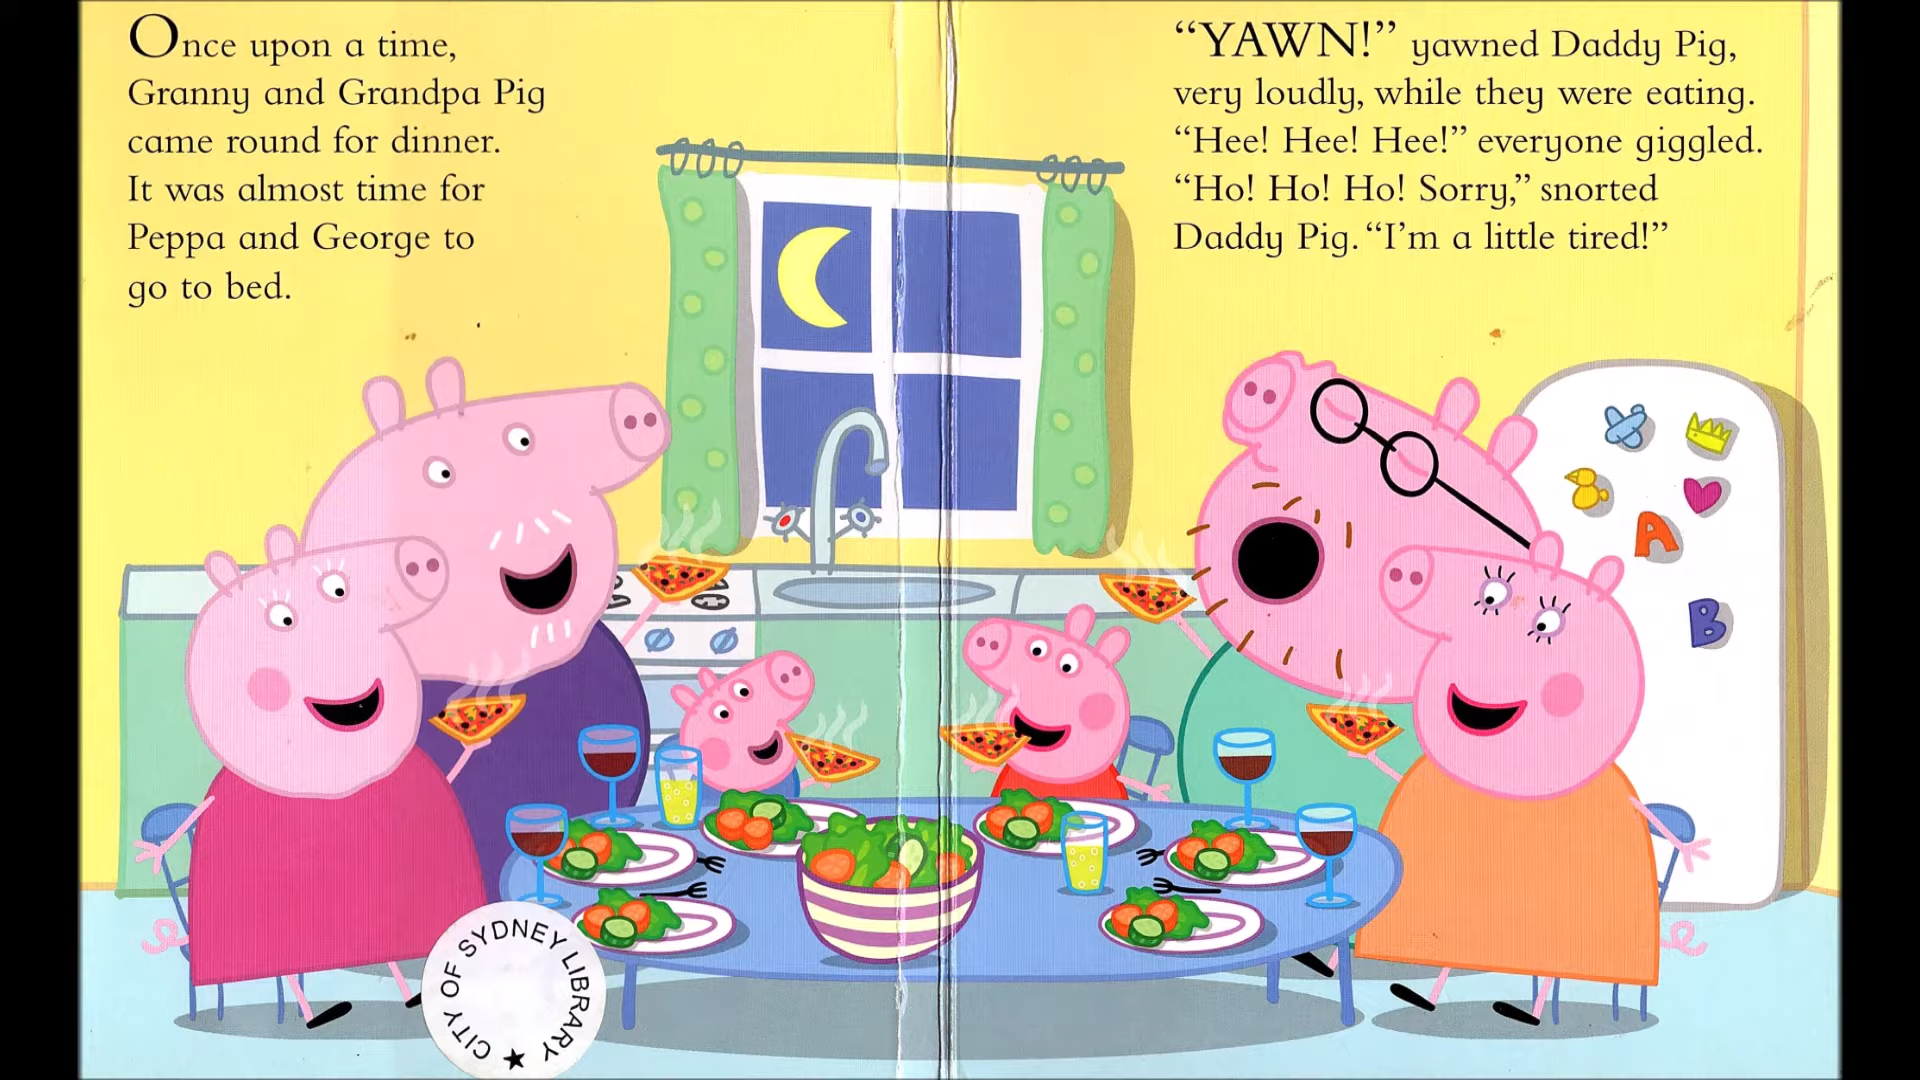 Once upon a time,
Granny and Grandpa Pig
came round for dinner.
It was almost time for
Peppa and George to
go to bed.
“YAWN!” yawned Daddy Pig,
very loudly, while they were eating.
“Hee! Hee! Hee!” everyone giggled.
“Ho! Ho! Ho! Sorry,” snorted
Daddy Pig. “I’m a little tired!”
A
B
CITY OF SYDNEY LIBRARY ★